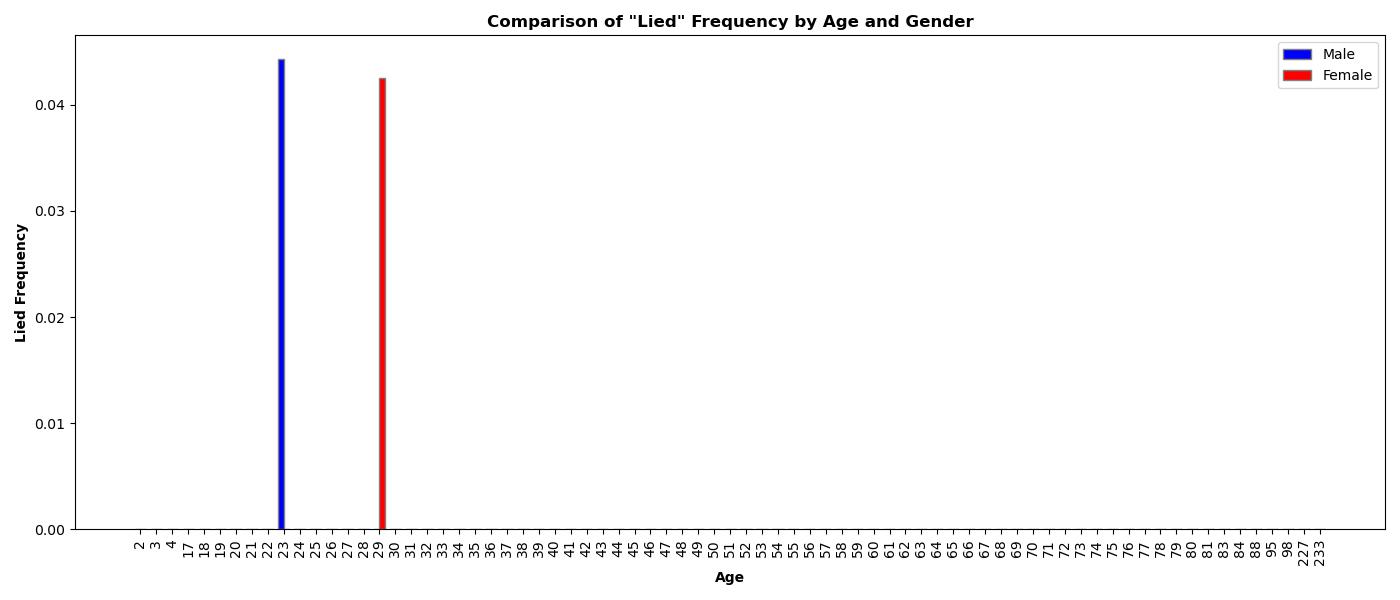 Comparison of "Lied" Frequency by Age and Gender
Male
Female
Lied Frequency
0.04
0.03
0.02
0.01
0.00
2 3 4 17 18 19 20 21 22 23 24 25 26 27 28 29 30 31 32 33 34 35 36 37 38 39 40 41 42 43 44 45 46 47 48 49 50 51 52 53 54 55 56 57 58 59 60 61 62 63 64 65 66 67 68 69 70 71 72 73 74 75 76 77 78 79 80 81 83 84 88 95 98 227 233
Age